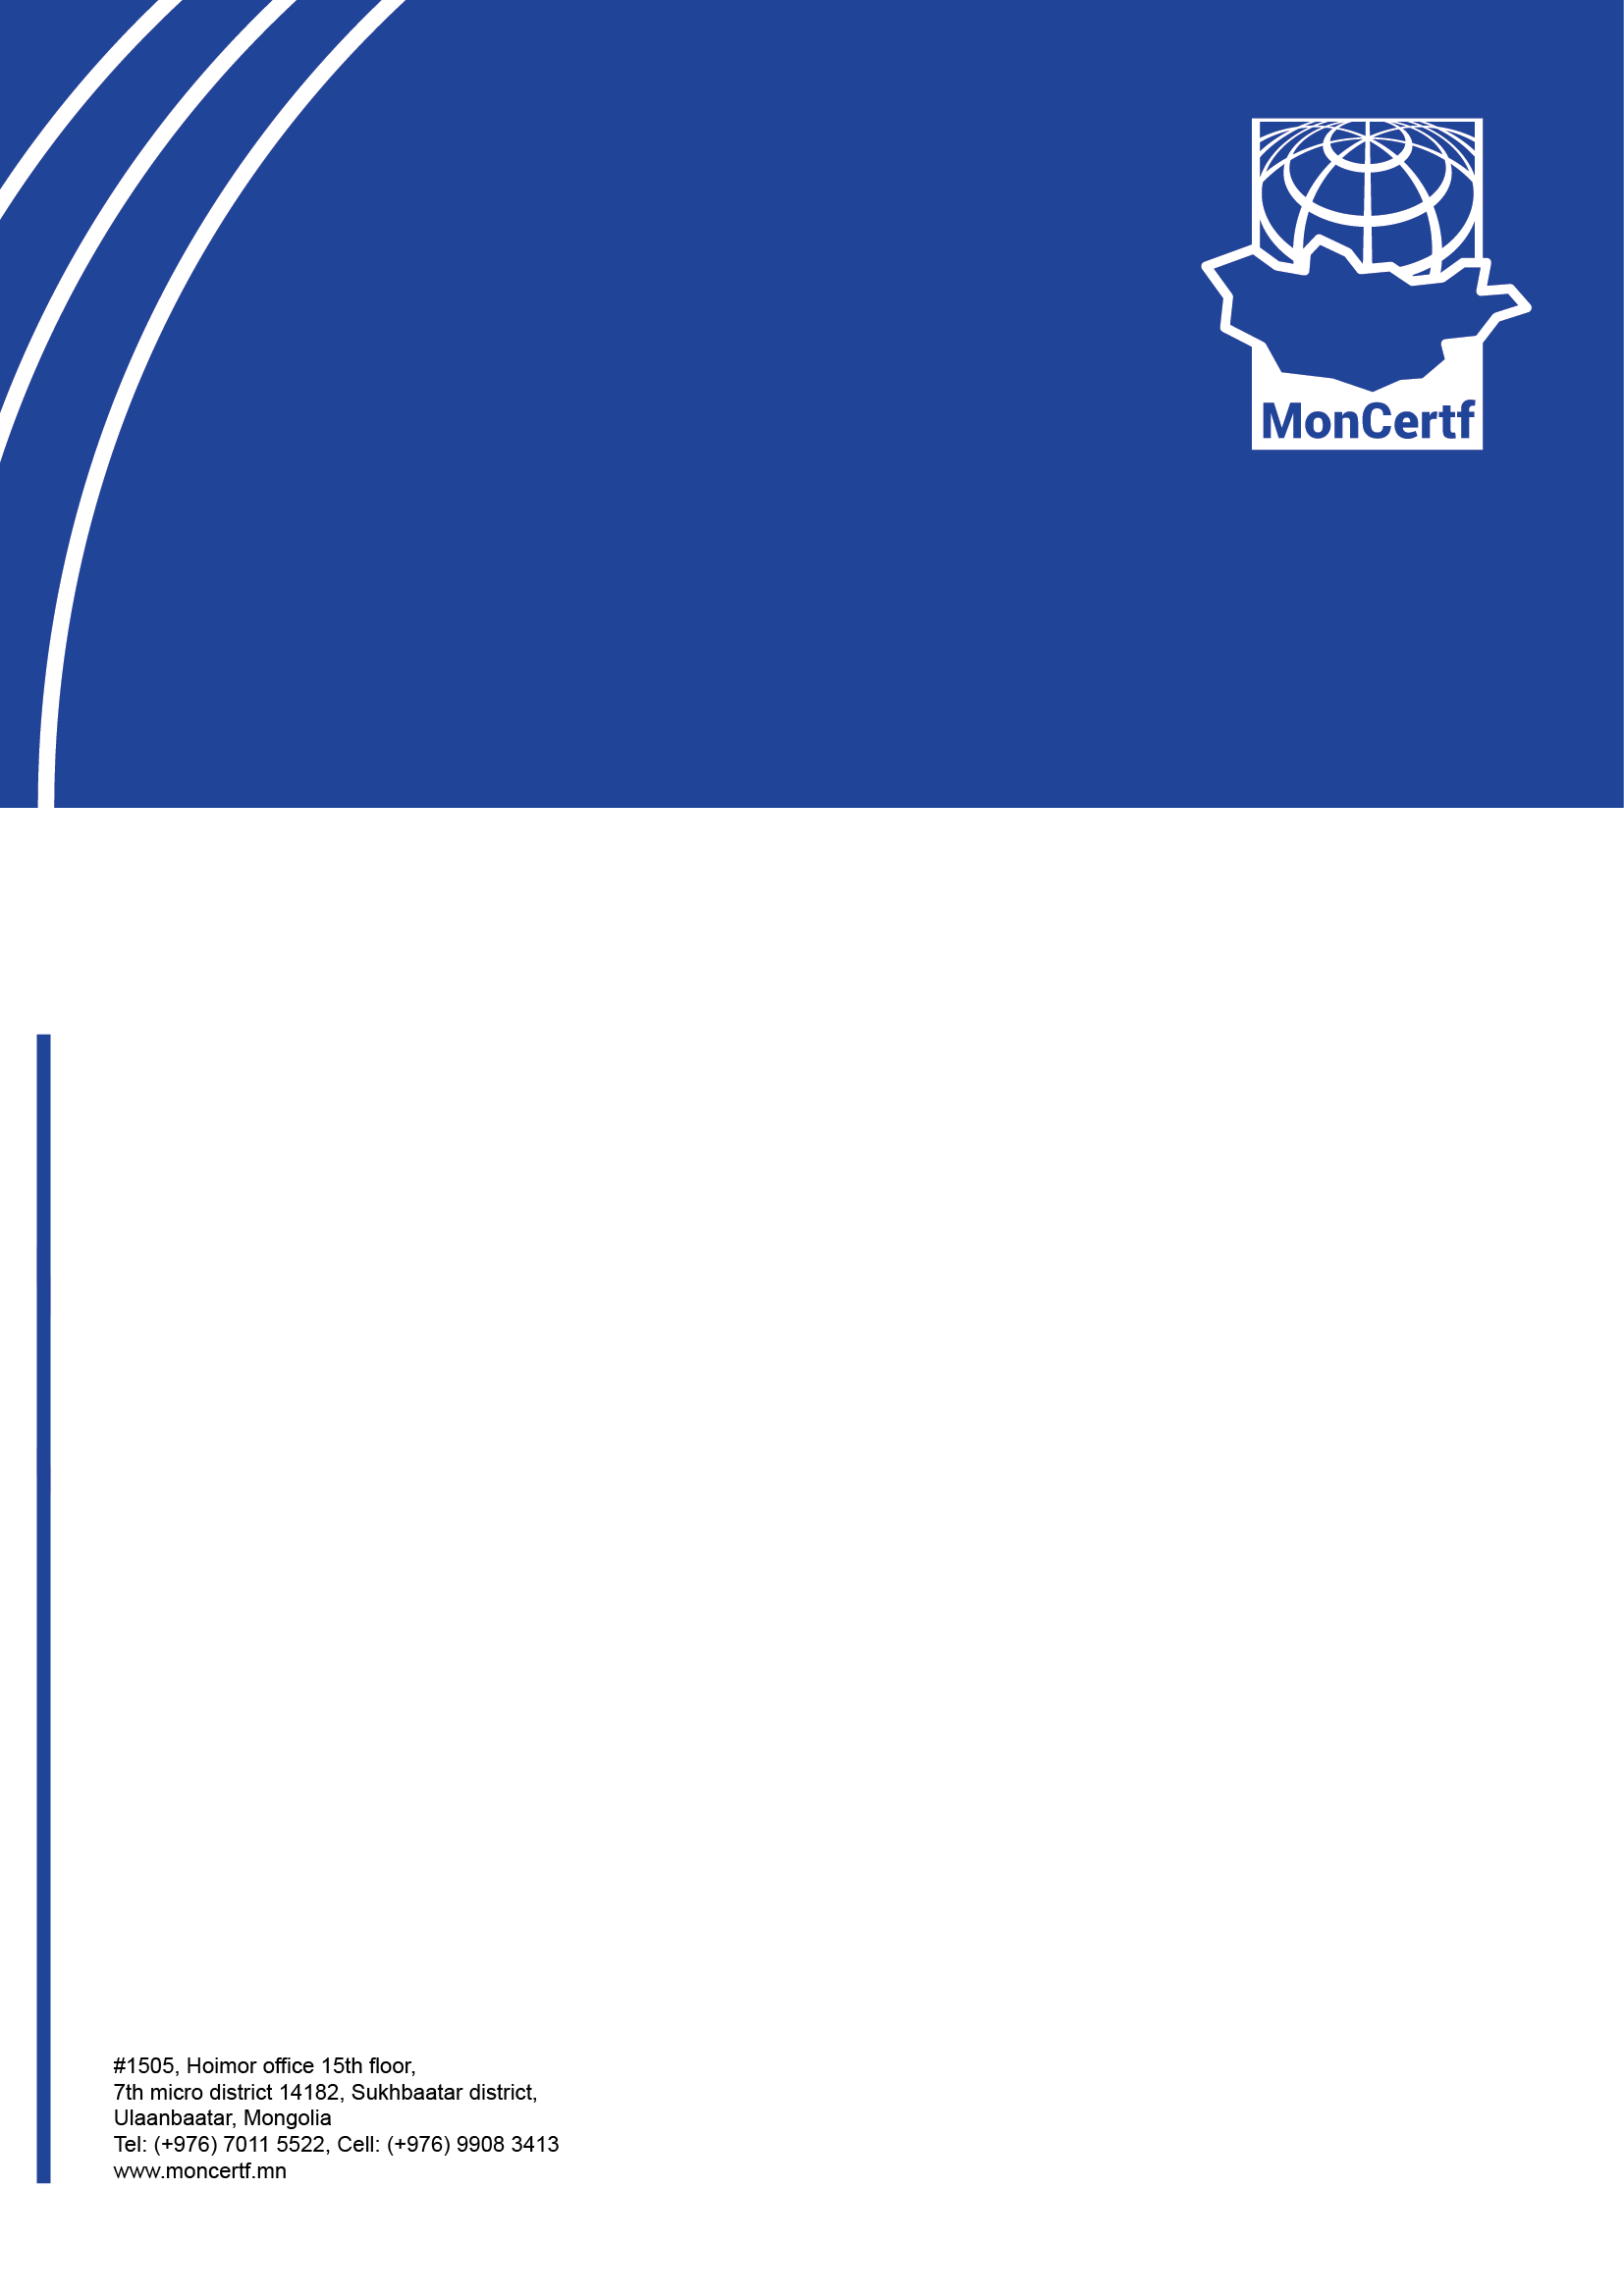 MonCertf
#1505, Hoimor office 15th floor,
7th micro district 14182, Sukhbaatar district,
Ulaanbaatar, Mongolia
Tel: (+976) 7011 5522, Cell: (+976) 9908 3413
www.moncertf.mn